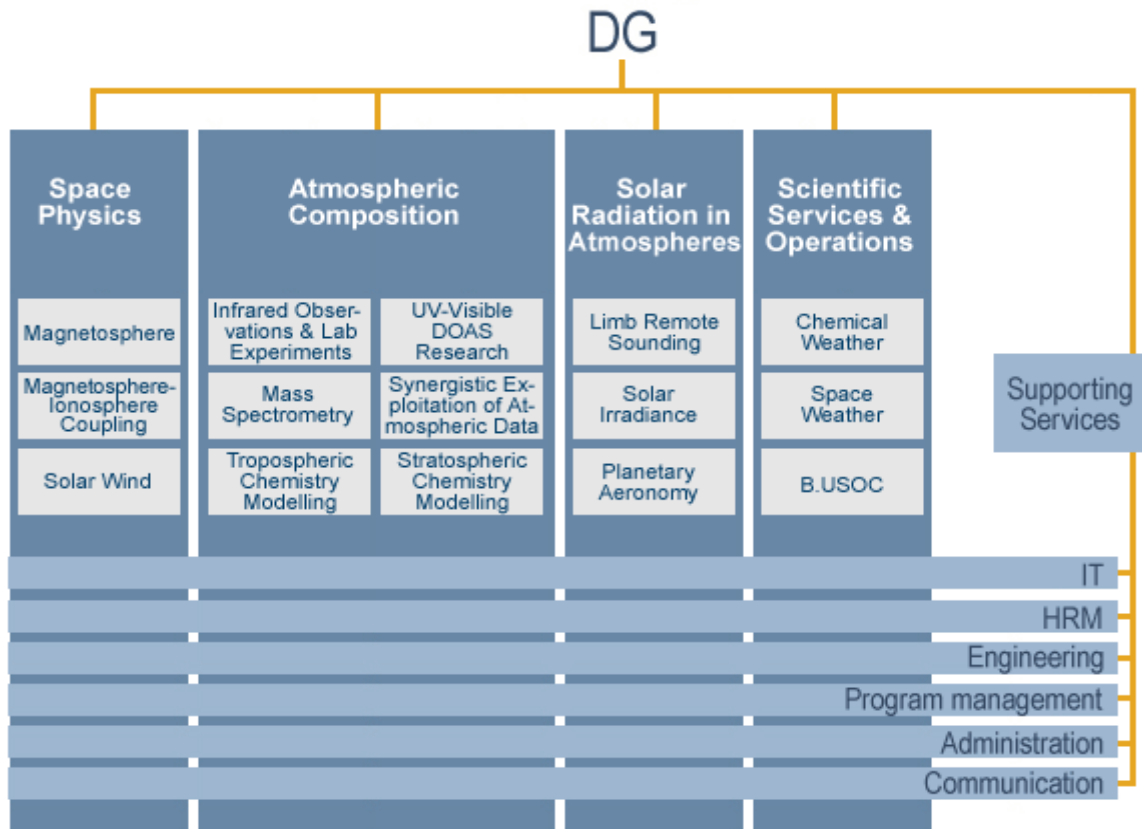 DG
Space
Physics
Atmospheric
Composition
Solar
Radiation in
Atmospheres
Scientific
Services &
Operations
Magnetosphere
Magnetosphere-
Ionosphere
Coupling
Solar Wind
Infrared Obser-
vations & Lab
Experiments
UV-Visible
DOAS
Research
Mass
Spectrometry
Synergistic Ex-
ploitation of At-
mospheric Data
Tropospheric
Chemistry
Modelling
Stratospheric
Chemistry
Modelling
Limb Remote
Sounding
Solar
Irradiance
Planetary
Aeronomy
Chemical
Weather
Space
Weather
B.USOC
Supporting
Services
IT
HRM
Engineering
Program management
Administration
Communication